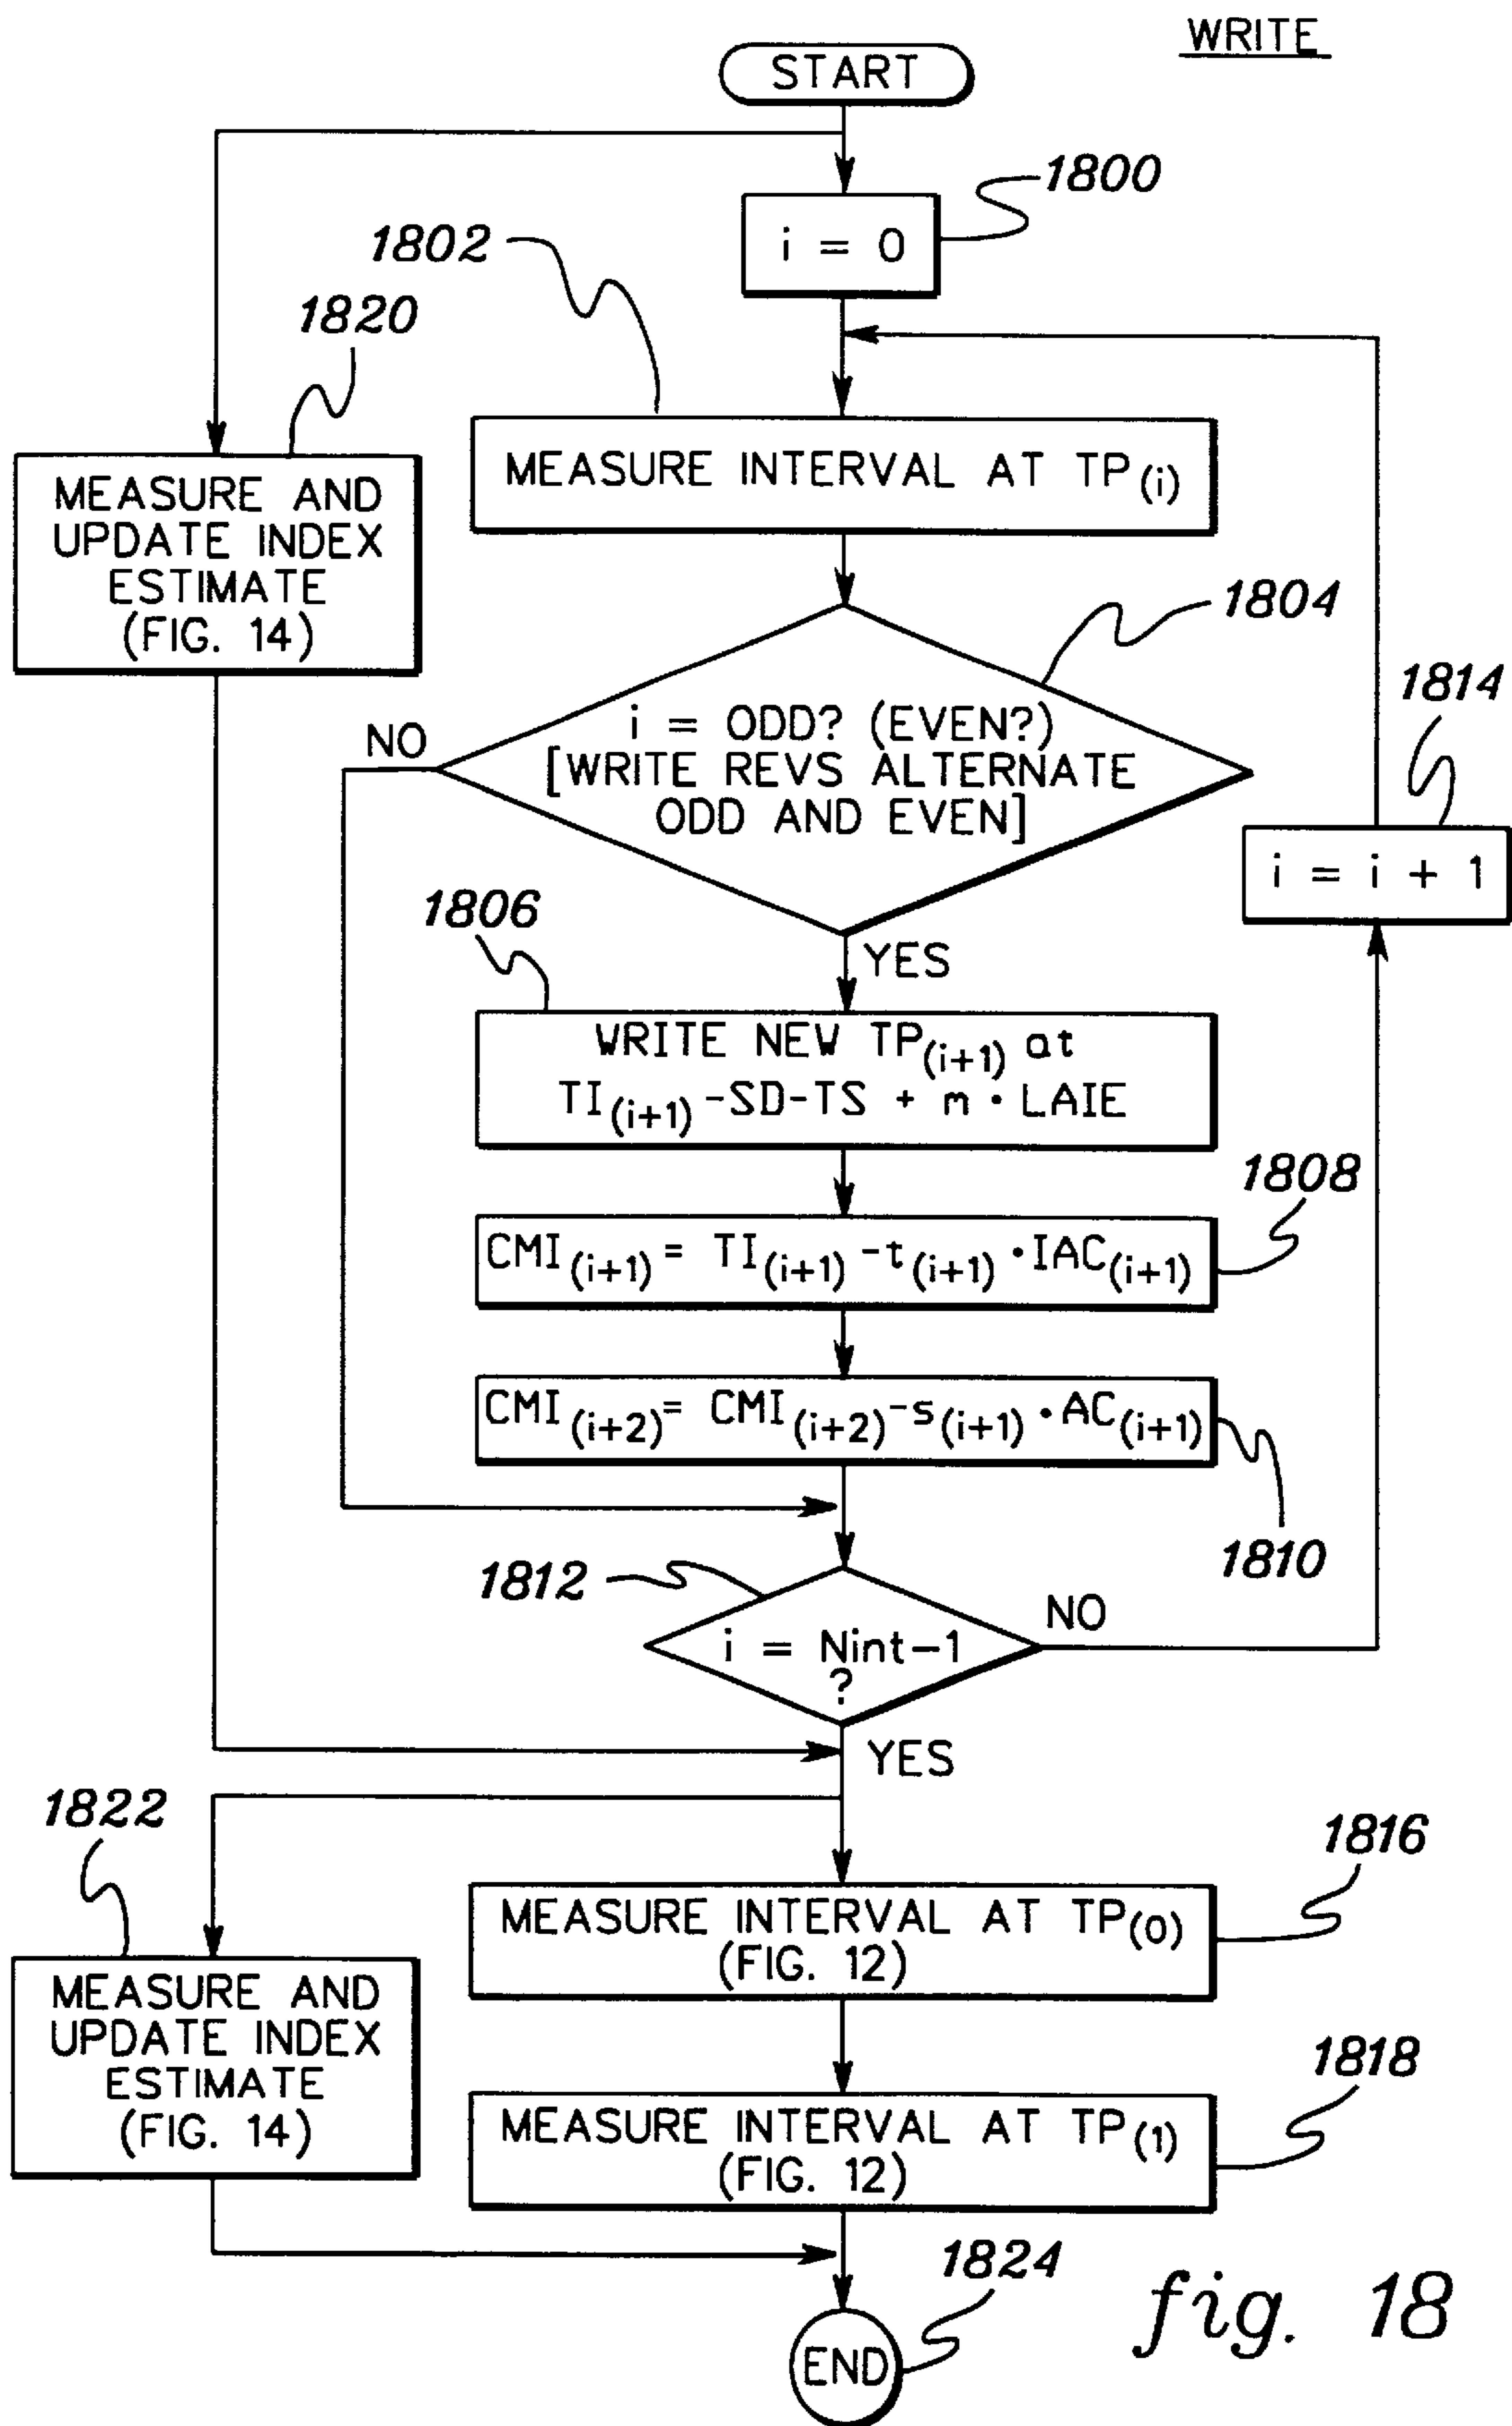 WRITE
START
1800
i = 0
1802
1820
MEASURE INTERVAL AT TP(i)
MEASURE AND
UPDATE INDEX
ESTIMATE
(FIG. 14)
1804
1814
NO
i = ODD? (EVEN?)
[WRITE REVS ALTERNATE
ODD AND EVEN]
i = i + 1
1806
YES
WRITE NEW TP(i+1) at
TI(i+1) -SD-TS + m • LAIE
1808
CMI(i+1) = TI(i+1) -t(i+1) •IAC(i+1)
CMI(i+2)= CMI(i+2)-s(i+1) •AC(i+1)
1810
1812
NO
i = Nint-1
?
YES
1822
1816
MEASURE INTERVAL AT TP(0)
(FIG. 12)
MEASURE AND
UPDATE INDEX
ESTIMATE
(FIG. 14)
1818
MEASURE INTERVAL AT TP(1)
(FIG. 12)
1824
END
fig. 18